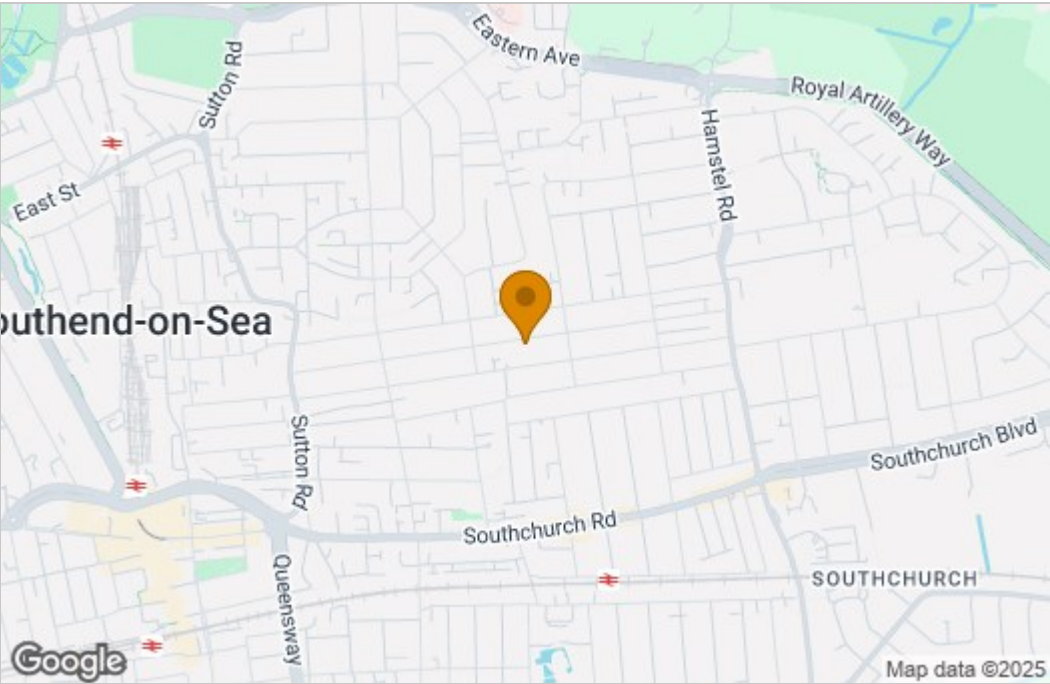 Eastern Ave
Sutton Rd
Royal Artillery Way
Hamstel Rd
East St
outhend-on-Sea
Sutton Rd
Southchurch Blvd
Southchurch Rd
Queensway
SOUTHCHURCH
Google
Map data ©2025